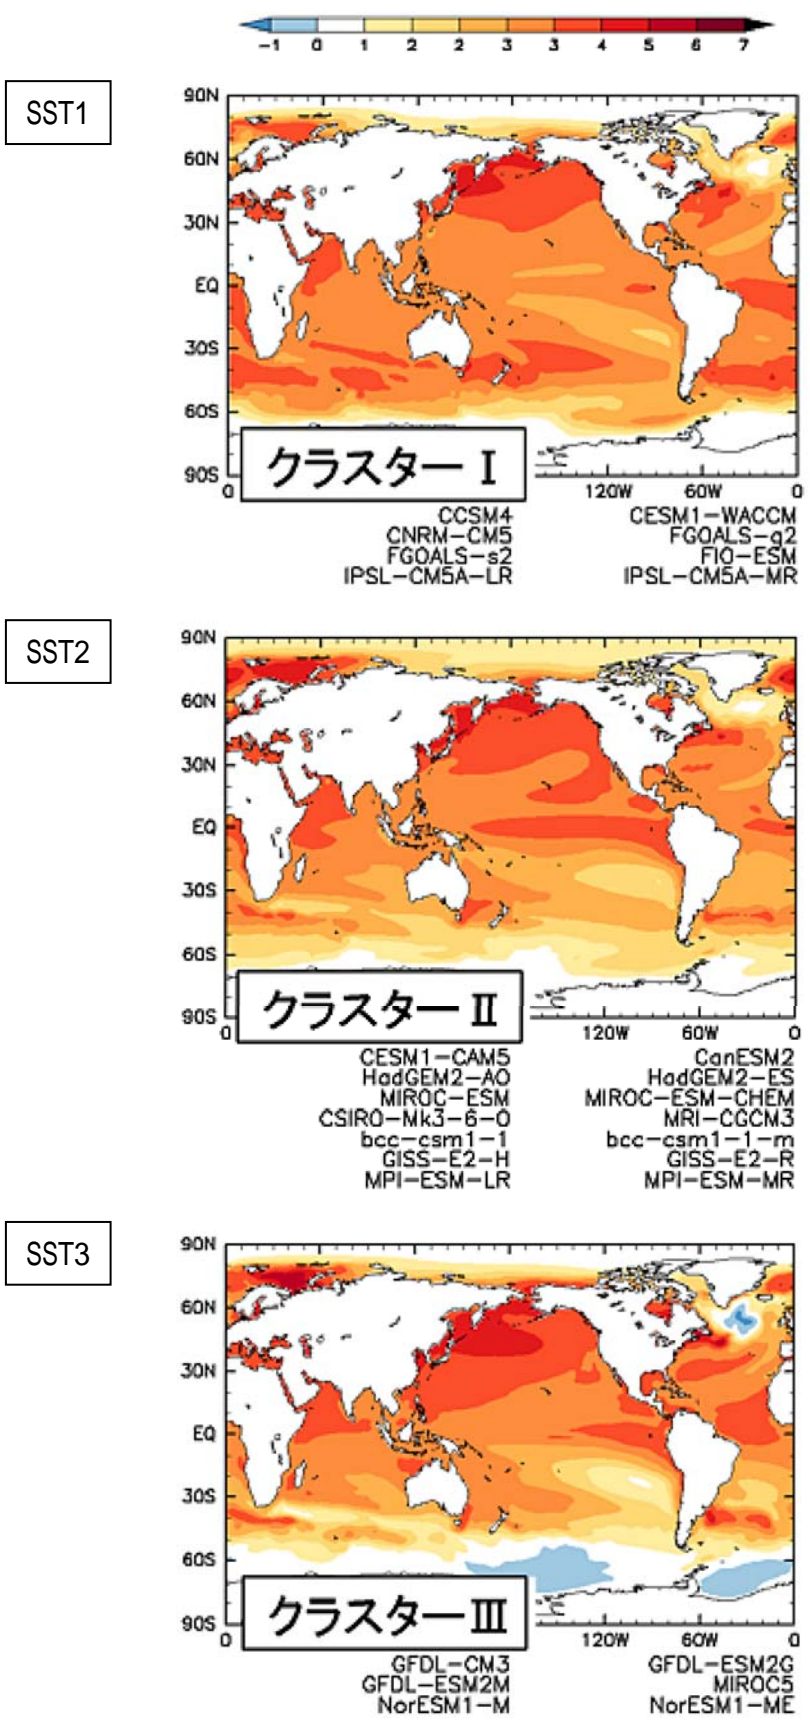 -1 0 1 2 2 3 3 4 5 6 7
SST1
90N
60N
30N
EQ
30S
60S
90S
クラスターⅠ
0 120W 60W 0
CCSM4 CESM1-WACCM
CNRM-CM5 FGOALS-g2
FGOALS-s2 FIO-ESM
IPSL-CM5A-LR IPSL-CM5A-MR
SST2
90N
60N
30N
EQ
30S
60S
90S
クラスターⅡ
0 120W 60W 0
CESM1-CAM5 CanESM2
HadGEM2-AO HadGEM2-ES
MIROC-ESM MIROC-ESM-CHEM
CSIRO-Mk3-6-0 MRI-CGCM3
bcc-csm1-1 bcc-csm1-1-m
GISS-E2-H GISS-E2-R
MPI-ESM-LR MPI-ESM-MR
SST3
90N
60N
30N
EQ
30S
60S
90S
クラスターⅢ
0 120W 60W 0
GFDL-CM3 GFDL-ESM2G
GFDL-ESM2M MIROC5
NorESM1-M NorESM1-ME